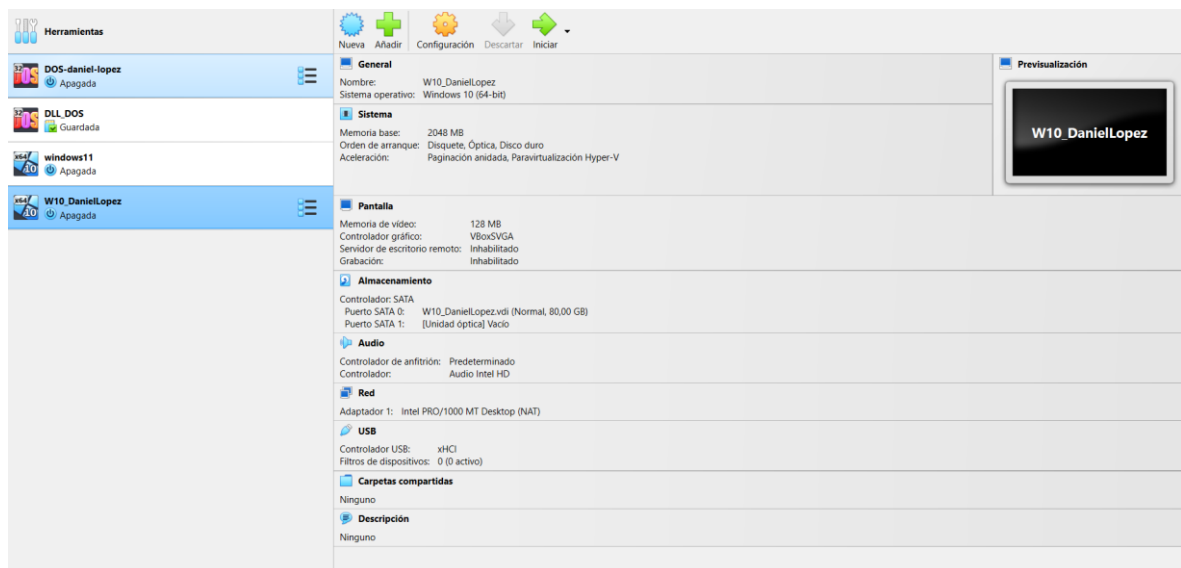 Herramientas
Nueva Añadir Configuración Descartar Iniciar
DOS-daniel-lopez
Apagada
DLL_DOS
Guardada
windows11
Apagada
W10_DanielLopez
Apagada
General
Nombre: W10_DanielLopez
Sistema operativo: Windows 10 (64-bit)
Sistema
Memoria base: 2048 MB
Orden de arranque: Disquete, Óptica, Disco duro
Aceleración: Paginación anidada, Paravirtualización Hyper-V
Previsualización
W10_DanielLopez
Pantalla
Memoria de vídeo: 128 MB
Controlador gráfico: VBoxSVGA
Servidor de escritorio remoto: Inhabilitado
Grabación: Inhabilitado
Almacenamiento
Controlador: SATA
Puerto SATA 0: W10_DanielLopez.vdi (Normal, 80,00 GB)
Puerto SATA 1: [Unidad óptica] Vacío
Audio
Controlador de anfitrión: Predeterminado
Controlador: Audio Intel HD
Red
Adaptador 1: Intel PRO/1000 MT Desktop (NAT)
USB
Controlador USB: xHCI
Filtros de dispositivos: 0 (0 activo)
Carpetas compartidas
Ninguno
Descripción
Ninguno